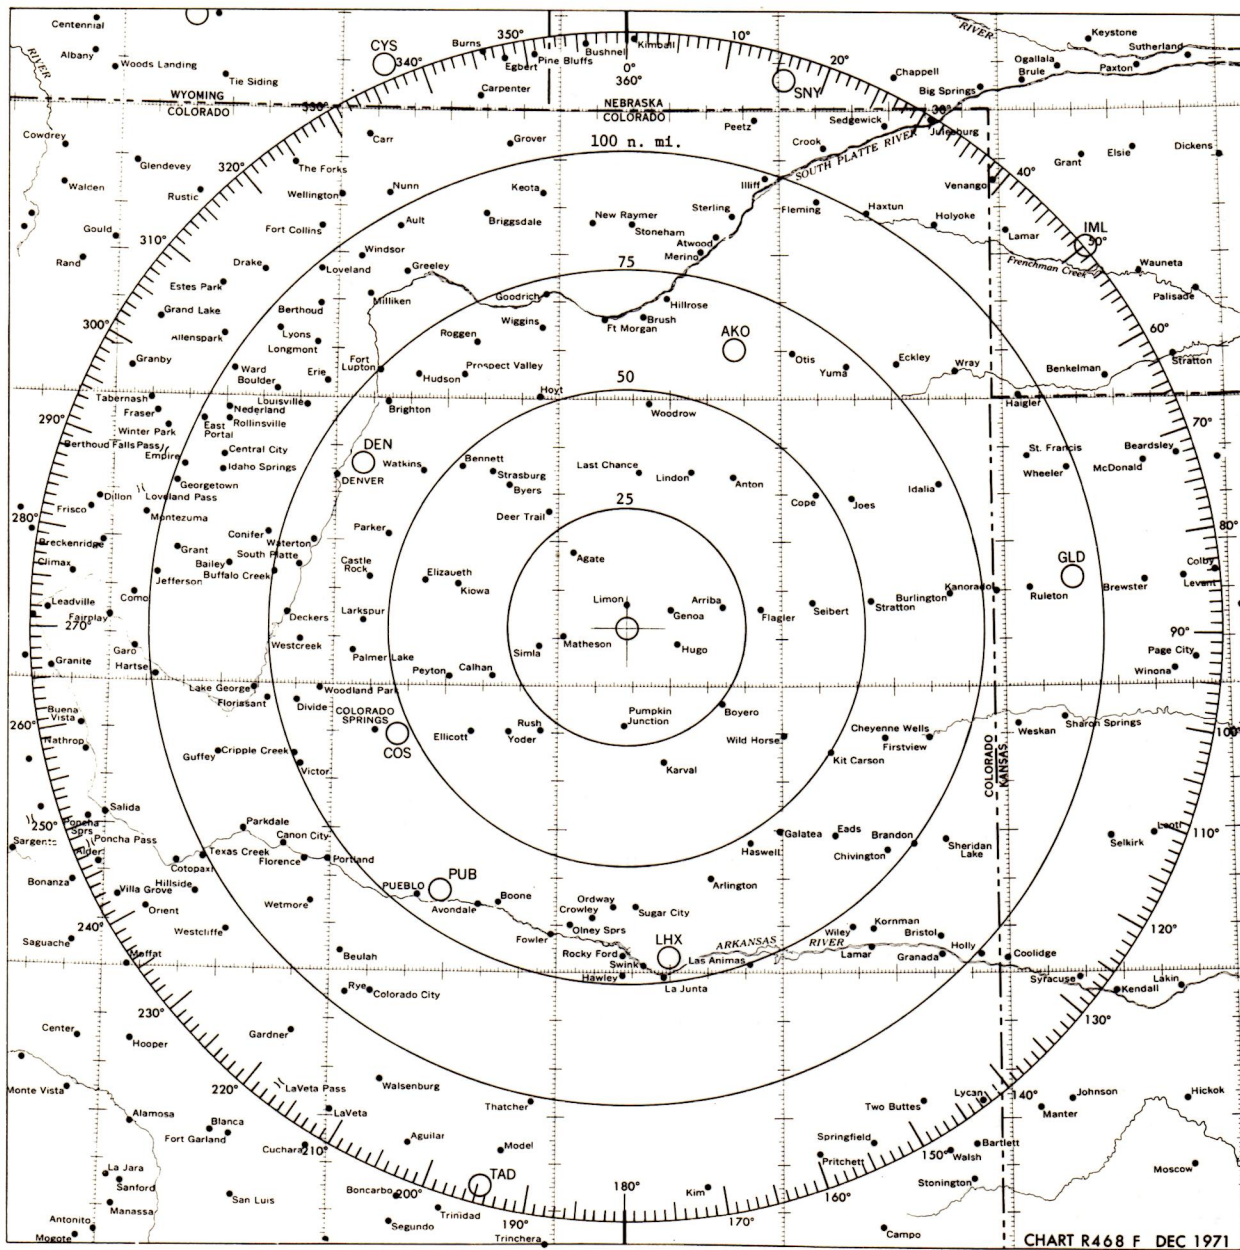 Centennial
Albany
Woods Landing
Tie Siding
RIVER
CYS
340°
Burns
350°
Egbert
Pine Bluffs
Bushnel
Kimball
0°
360°
10°
20°
SNY
Carpenter
RIVER
Keystone
Sutherland
Ogallala
Brule
Paxton
Chappell
Big Springs
WYOMING
COLORADO
330°
NEBRASKA
COLORADO
30°
Julesburg
Sedgewick
Peetz
Crook
SOUTH PLATTE RIVER
100 n. mi.
Grover
Carr
Cowdrey
Glendevey
The Forks
320°
Walden
Rustic
Wellington
Nunn
Keota
Illiff
Venango
40°
Grant
Elsie
Dickens
Gould
310°
Fort Collins
Ault
Briggsdale
New Raymer
Stoneham
Sterling
Fleming
Haxtun
Holyoke
Lamar
IML
50°
Atwood
Merino
Rand
Drake
Loveland
Windsor
Greeley
75
Frenchman Creek
Wauneta
Palisade
Estes Park
Grand Lake
Allenspark
Berthoud
Milliken
Goodrich
Hillrose
Brush
Ft Morgan
Wiggins
Roggen
300°
Lyons
Longmont
AKO
60°
Stratton
Granby
Ward
Boulder
Erie
Fort
Lupton
Hudson
Prospect Valley
Hoyt
50
Otis
Yuma
Eckley
Wray
Benkelman
Haigler
Tabernash
Fraser
Winter Park
290°
Louisville
Nederland
Rollinsville
East
Portal
Brighton
Woodrow
70°
Berthoud Falls Pass
Empire
Central City
Idaho Springs
Georgetown
DEN
DENVER
Watkins
Bennett
Strasburg
Byers
Last Chance
Lindon
Anton
Cope
Joes
Idalia
St. Francis
Wheeler
McDonald
Beardsley
Dillon
Loveland Pass
Frisco
Montezuma
280°
Breckenridge
Climax
Conifer
Waterton
Parker
Deer Trail
25
80°
Grant
Bailey
South Platte
Buffalo Creek
Jefferson
Castle
Rock
Elizabeth
Kiowa
Agate
GLD
Kanorado
Ruleton
Brewster
Colby
Levant
Leadville
Fairplay
Como
270°
Deckers
Larkspur
Limon
Genoa
Arriba
Flagler
Seibert
Stratton
Burlington
90°
Garo
Hartsel
Granite
Westcreek
Palmer Lake
Simla
Matheson
Hugo
Page City
Winona
Peyton
Calhan
Lake George
Florissant
Divide
Woodland Park
Buena
Vista
260°
Nathrop
COLORADO
SPRINGS
COS
Ellicott
Rush
Yoder
Pumpkin
Junction
Boyero
Wild Horse
Cheyenne Wells
Firstview
Kit Carson
Weskan
Sharon Springs
100°
Guffey
Cripple Creek
Victor
Karval
COLORADO
KANSAS
Salida
Poncha
Sprs
250°
Poncha Pass
Sargents
Alder
Parkdale
Canon City
Texas Creek
Cotopaxi
Florence
Portland
Galatea
Haswell
Eads
Chivington
Brandon
Sheridan
Lake
Selkirk
Leoti
110°
Bonanza
Villa Grove
Hillside
Orient
Wetmore
PUEBLO
PUB
Avondale
Boone
Arlington
240°
Saguache
Westcliffe
Moffat
Ordway
Crowley
Sugar City
Olney Sprs
Fowler
Rocky Ford
Swink
Hawley
LHX
La Junta
Las Animas
ARKANSAS
RIVER
Wiley
Lamar
Kornman
Bristol
Granada
Holly
Coolidge
120°
Beulah
Rye
Colorado City
Syracuse
Kendall
Lakin
230°
130°
Center
Hooper
Gardner
Monte Vista
220°
LaVeta Pass
LaVeta
Walsenburg
Thatcher
Two Buttes
Lycan
140°
Johnson
Manter
Hickok
Alamosa
Blanca
Fort Garland
Cuchara
210°
Aguilar
Model
Springfield
Pritchett
150°
Bartlett
Walsh
Stonington
Moscow
La Jara
Sanford
Manassa
San Luis
Boncarbo
200°
TAD
Trinidad
Segundo
190°
Trinchera
180°
Kim
170°
160°
Campo
Antonito
Mogote
CHART R468 F DEC 1971